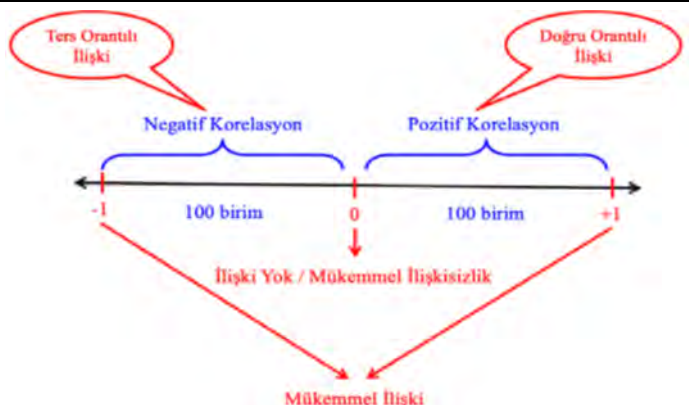 Ters Orantılı
İlişki
Doğru Orantılı
İlişki
Negatif Korelasyon
Pozitif Korelasyon
-1
100 birim
0
100 birim
+1
İlişki Yok / Mükemmel İlişkisizlik
Mükemmel İlişki